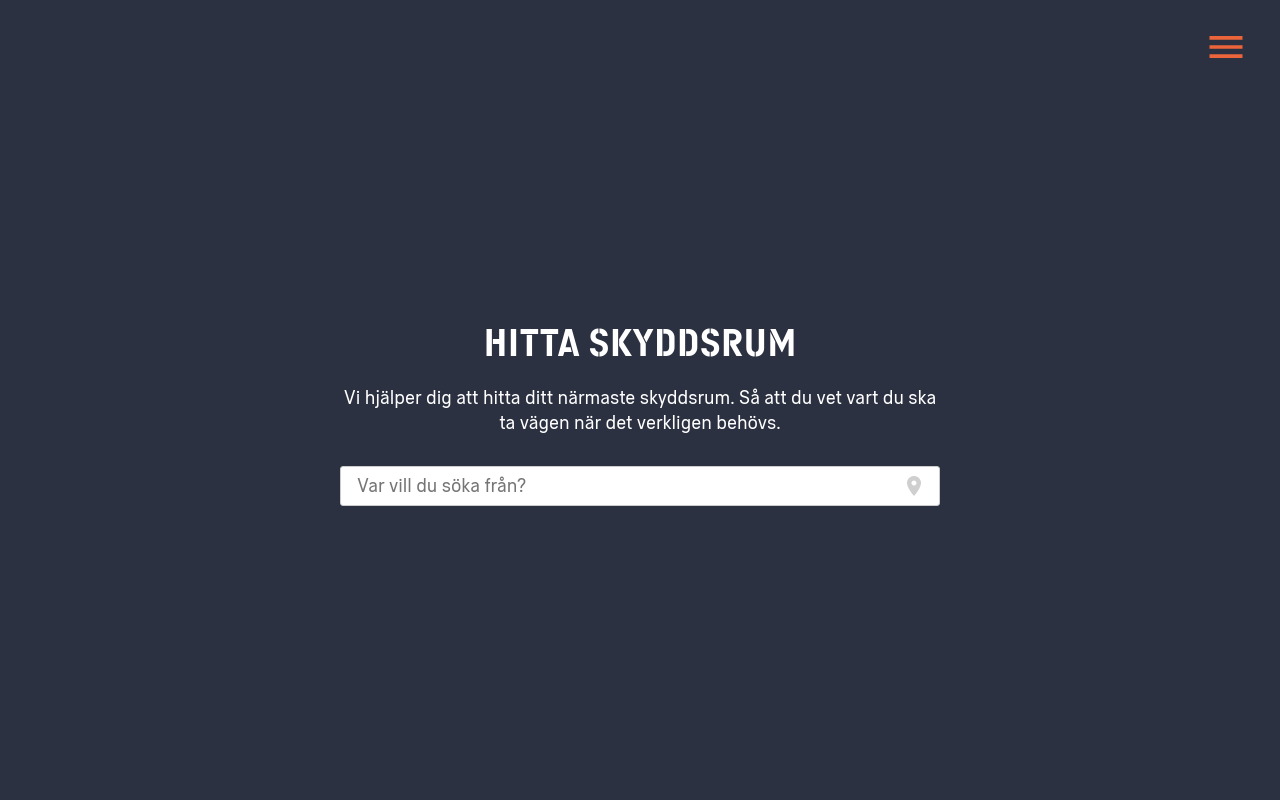 HITTA SKYDDSRUM
Vi hjälper dig att hitta ditt närmaste skyddsrum. Så att du vet vart du ska
ta vägen när det verkligen behövs.
Var vill du söka från?